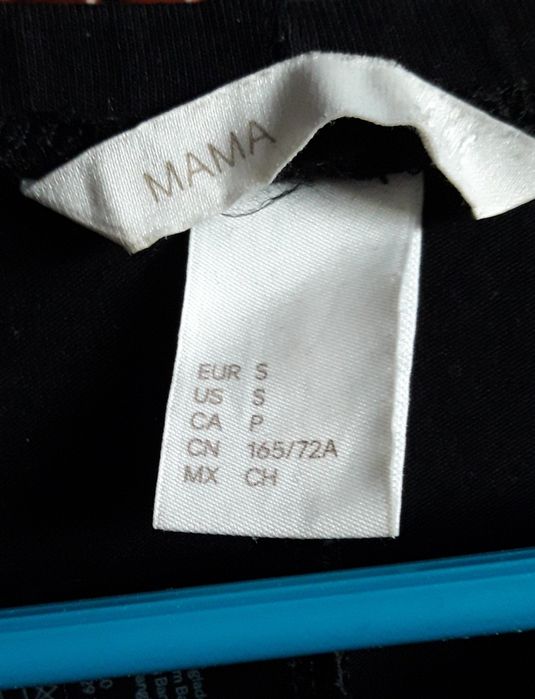 MAMA
EUR S
US S
CA P
CN 165/72A
MX CH